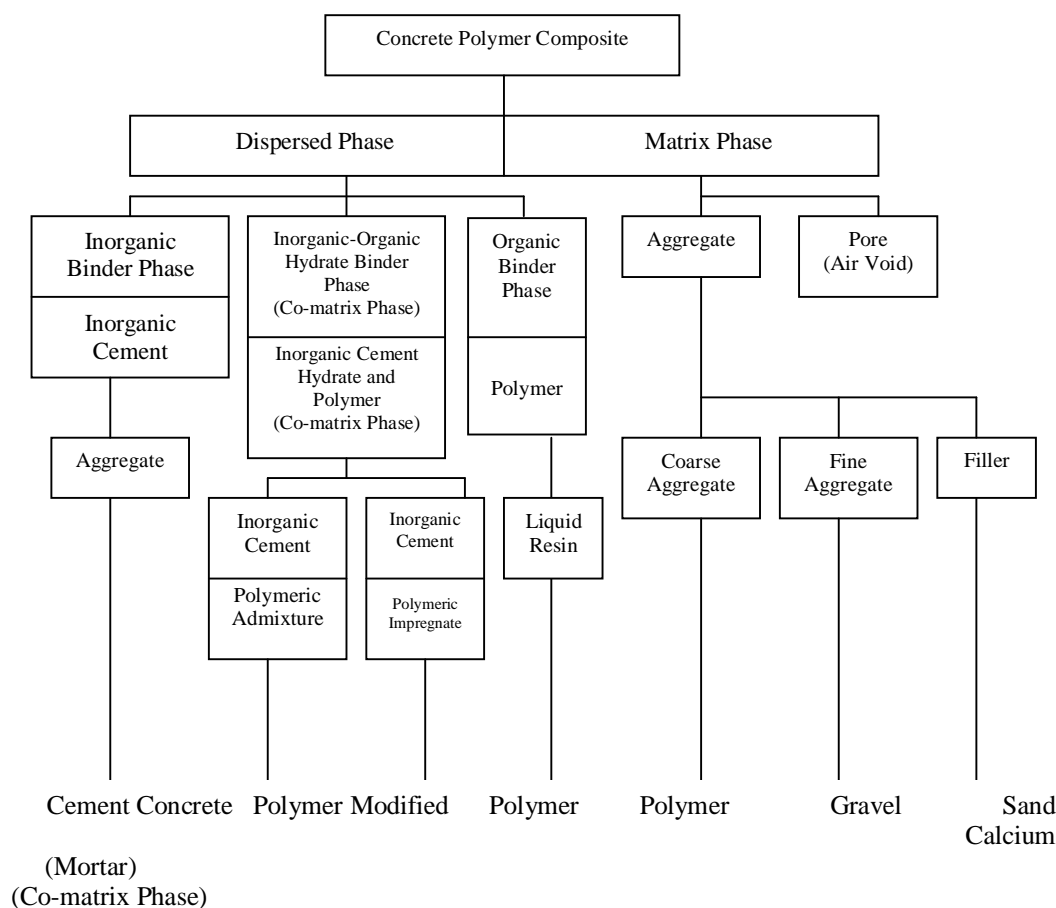 Concrete Polymer Composite
Dispersed Phase
Matrix Phase
Inorganic
Binder Phase
Inorganic
Cement
Inorganic-Organic
Hydrate Binder
Phase
(Co-matrix Phase)
Inorganic Cement
Hydrate and
Polymer
(Co-matrix Phase)
Organic
Binder
Phase
Polymer
Aggregate
Pore
(Air Void)
Aggregate
Inorganic
Cement
Polymeric
Admixture
Inorganic
Cement
Polymeric
Impregnate
Liquid
Resin
Coarse
Aggregate
Fine
Aggregate
Filler
Cement Concrete Polymer Modified Polymer Polymer Gravel Sand
Calcium
(Mortar)
(Co-matrix Phase)